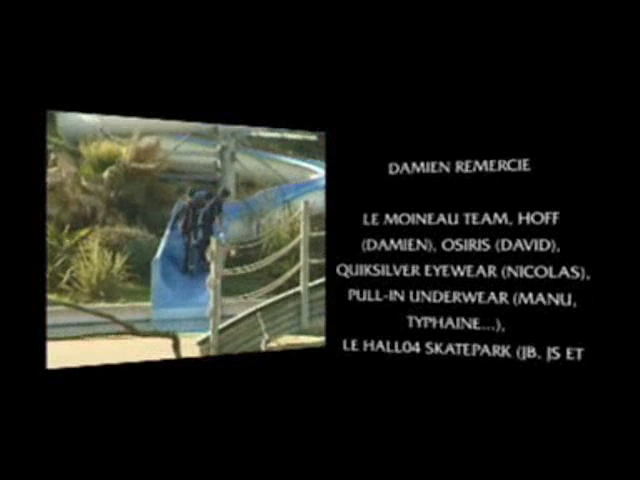 DAMIEN REMERCIE
LE MOINEAU TEAM, HOFF
(DAMIEN), OSIRIS (DAVID),
QUIKSILVER EYEWEAR (NICOLAS),
PULL-IN UNDERWEAR (MANU,
TYPHAINE...),
LE HALL04 SKATEPARK (JB, JS ET